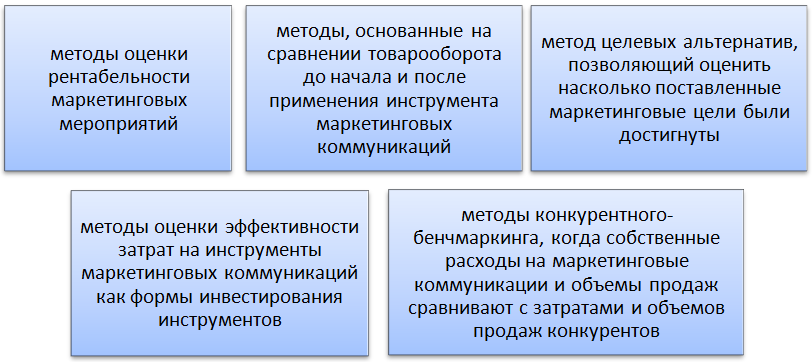 методы оценки
рентабельности
маркетинговых
мероприятий
методы, основанные на
сравнении товарооборота
до начала и после
применения инструмента
маркетинговых
коммуникаций
метод целевых альтернатив,
позволяющий оценить
насколько поставленные
маркетинговые цели были
достигнуты
методы оценки эффективности
затрат на инструменты
маркетинговых коммуникаций
как формы инвестирования
инструментов
методы конкурентного-
бенчмаркинга, когда собственные
расходы на маркетинговые
коммуникации и объемы продаж
сравнивают с затратами и объемов
продаж конкурентов